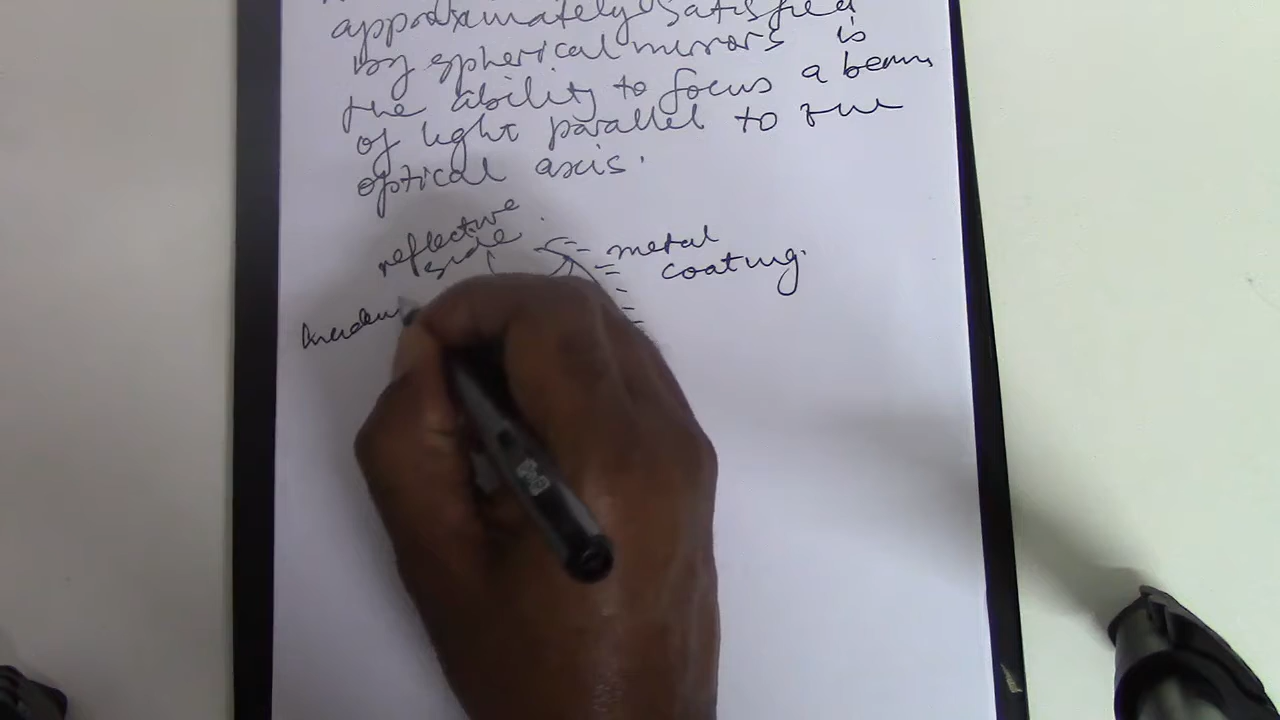 approximately satisfied
by spherical mirrors is
the ability to focus a beam
of light parallel to the
optical axis.
reflective
side
metal
coating.